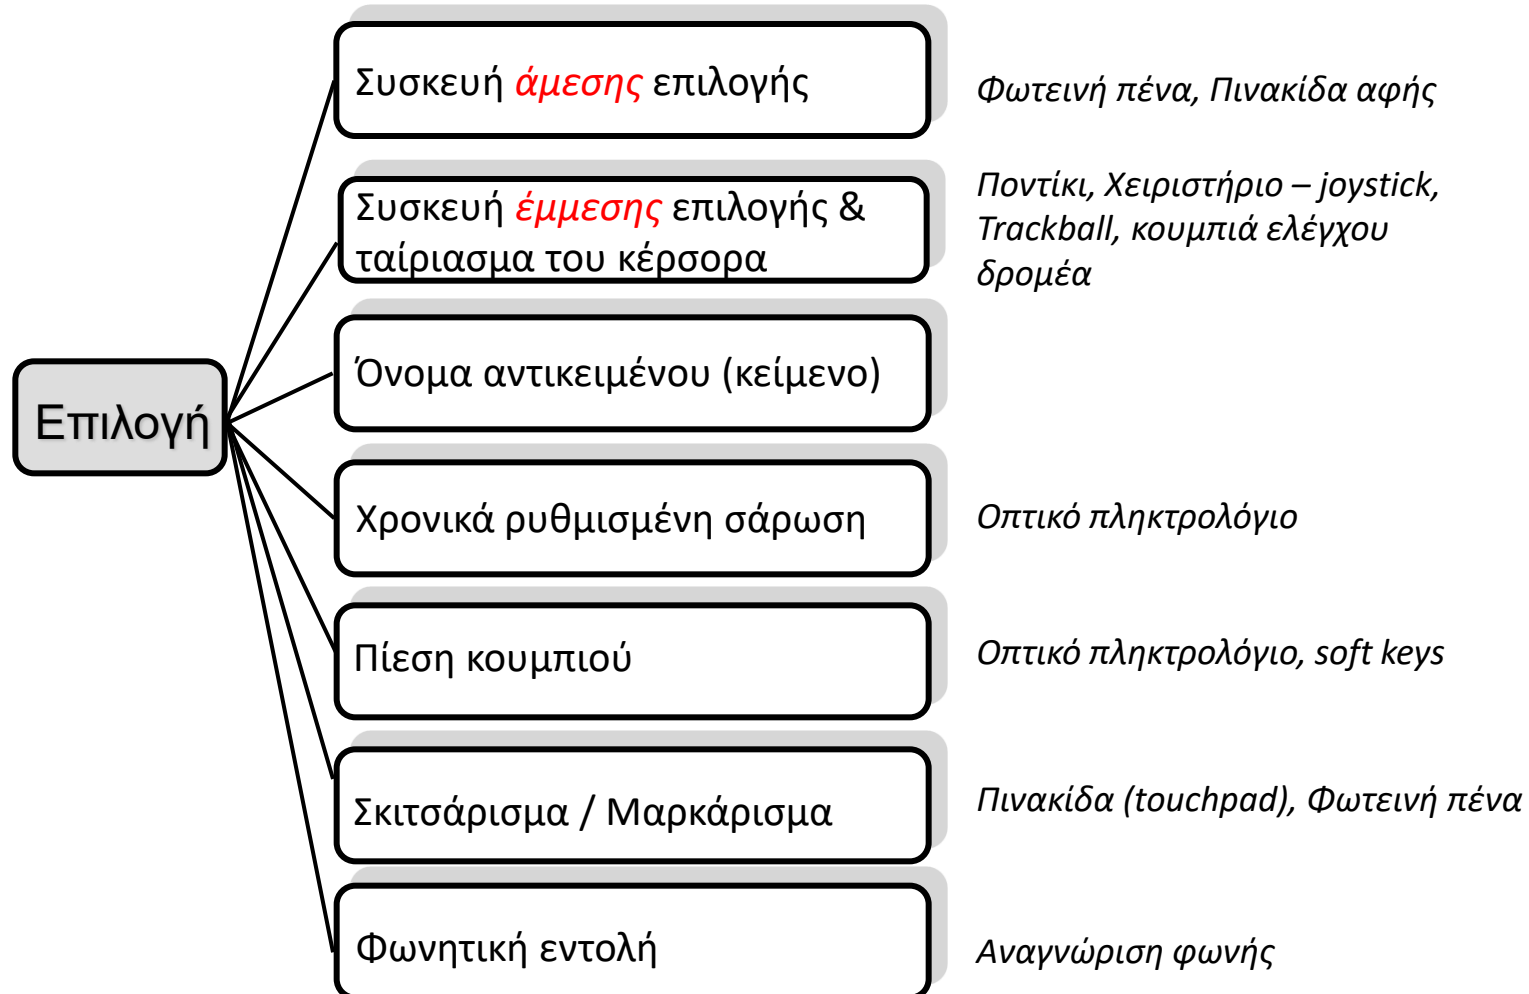 Συσκευή άμεσης επιλογής
Φωτεινή πένα, Πινακίδα αφής
Συσκευή έμμεσης επιλογής &
ταίριασμα του κέρσορα
Ποντίκι, Χειριστήριο – joystick,
Trackball, κουμπιά ελέγχου
δρομέα
Όνομα αντικειμένου (κείμενο)
Επιλογή
Χρονικά ρυθμισμένη σάρωση
Οπτικό πληκτρολόγιο
Πίεση κουμπιού
Οπτικό πληκτρολόγιο, soft keys
Σκιτσάρισμα / Μαρκάρισμα
Πινακίδα (touchpad), Φωτεινή πένα
Φωνητική εντολή
Αναγνώριση φωνής